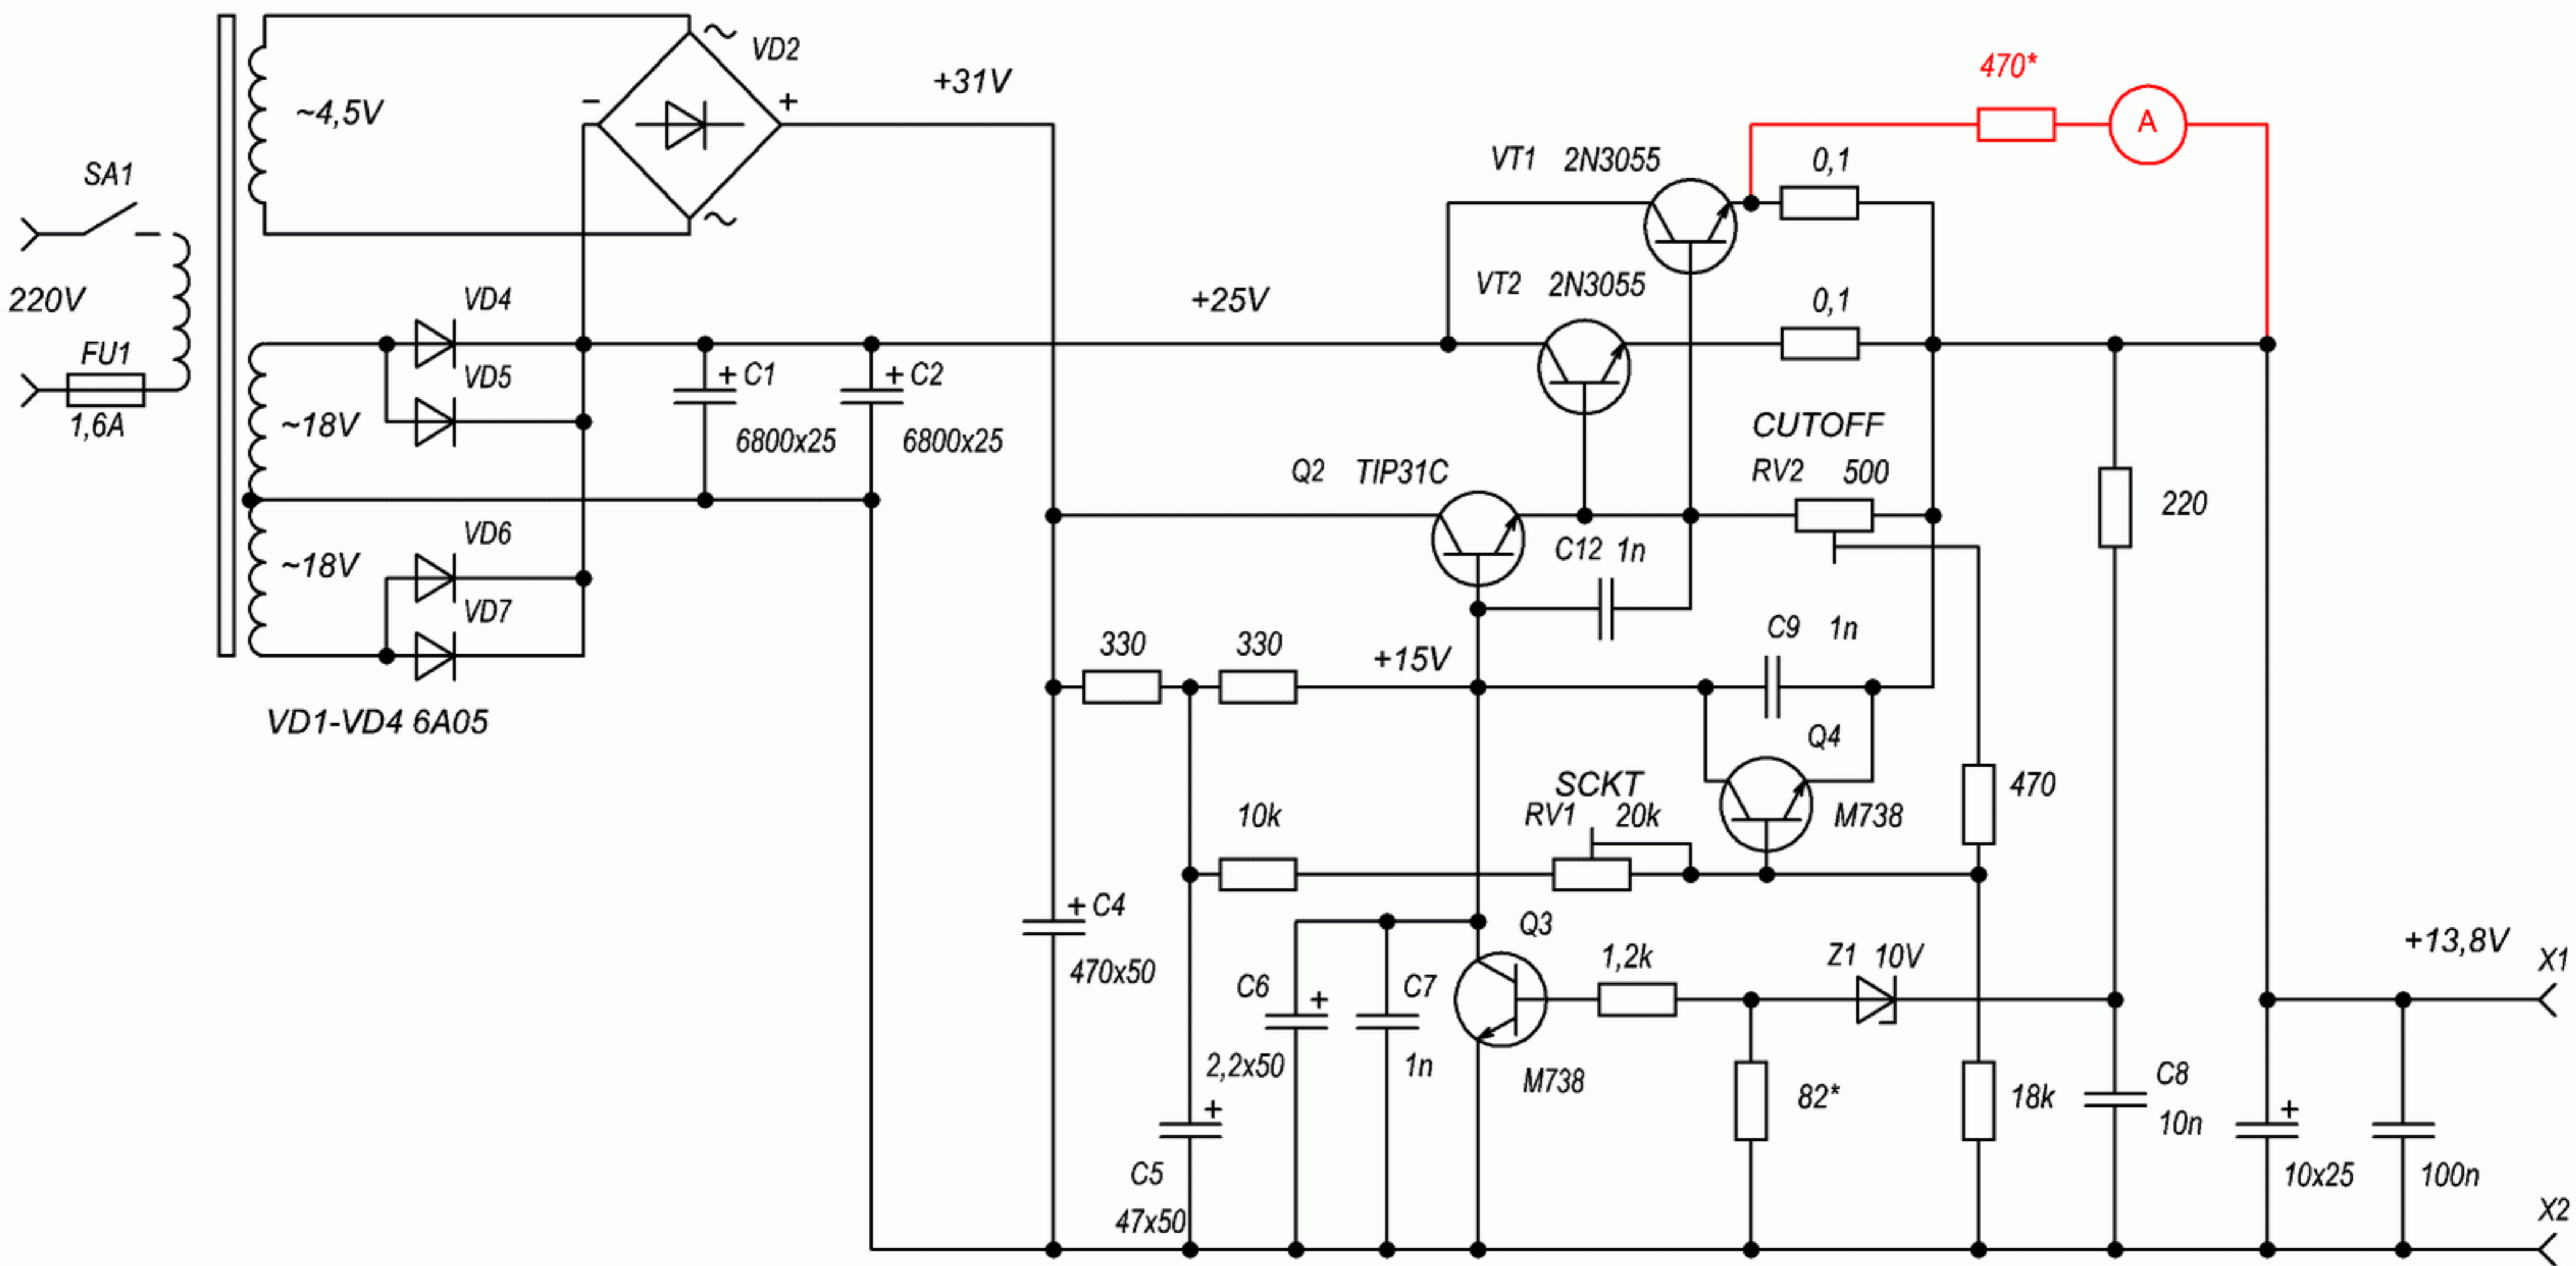 ~
VD2
+31V
470*
-
+
~4,5V
A
SA1
VT1 2N3055
0,1
~
220V
VD4
+25V
VT2 2N3055
0,1
FU1
VD5
+ C1
+ C2
1,6A
~18V
6800x25
6800x25
CUTOFF
Q2 TIP31C
RV2 500
220
VD6
~18V
C12 1n
VD7
330
330
+15V
C9 1n
VD1-VD4 6A05
Q4
SCKT
470
10k
RV1 20k
M738
+ C4
Q3
470x50
1,2k
Z1 10V
+13,8V
X1
C6
+
C7
2,2x50
1n
M738
82*
18k
C8
10n
+
+
C5
10x25
100n
47x50
X2